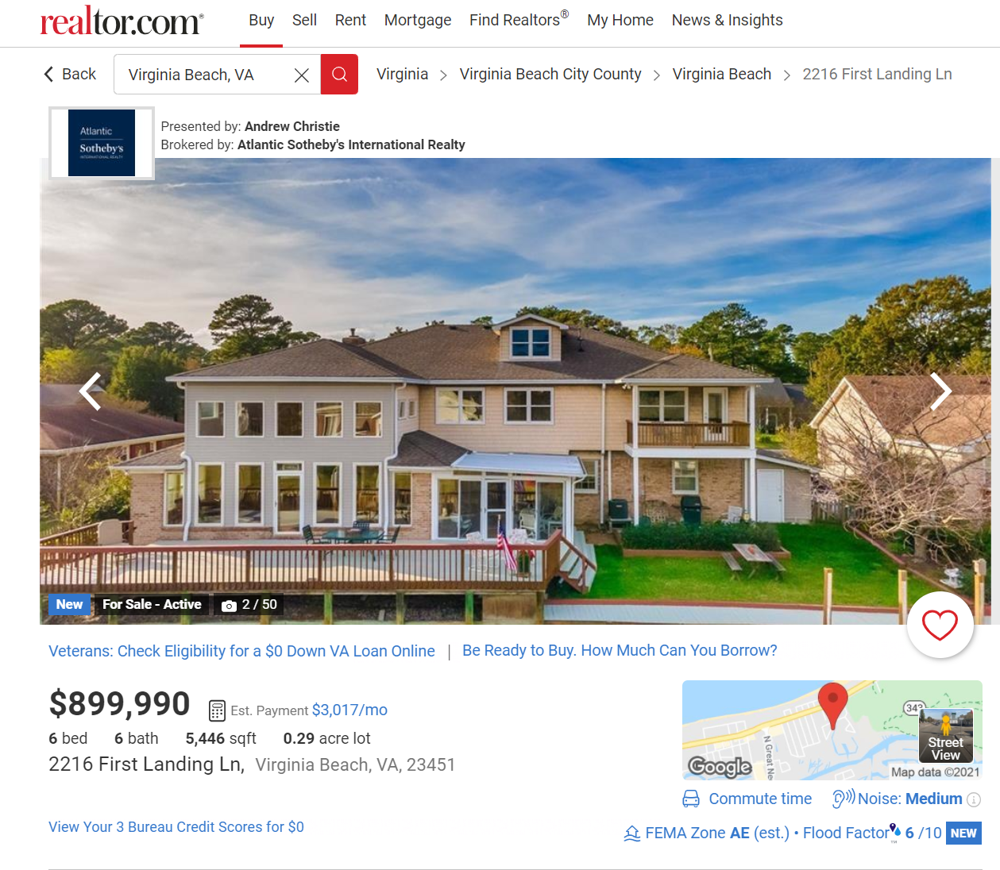 realtor.com®
Buy Sell Rent Mortgage Find Realtors® My Home News & Insights
Back
Virginia Beach, VA
Virginia > Virginia Beach City County > Virginia Beach > 2216 First Landing Ln
Atlantic
Sotheby's
INTERNATIONAL REALTY
Presented by: Andrew Christie
Brokered by: Atlantic Sotheby's International Realty
New For Sale - Active 2 / 50
Veterans: Check Eligibility for a $0 Down VA Loan Online | Be Ready to Buy. How Much Can You Borrow?
$899,990 Est. Payment $3,017/mo
6 bed 6 bath 5,446 sqft 0.29 acre lot
2216 First Landing Ln, Virginia Beach, VA, 23451
View Your 3 Bureau Credit Scores for $0
343
N Great Ne
Street
View
Google
Map data ©2021
Commute time Noise: Medium
FEMA Zone AE (est.) • Flood Factor™ 6 /10 NEW